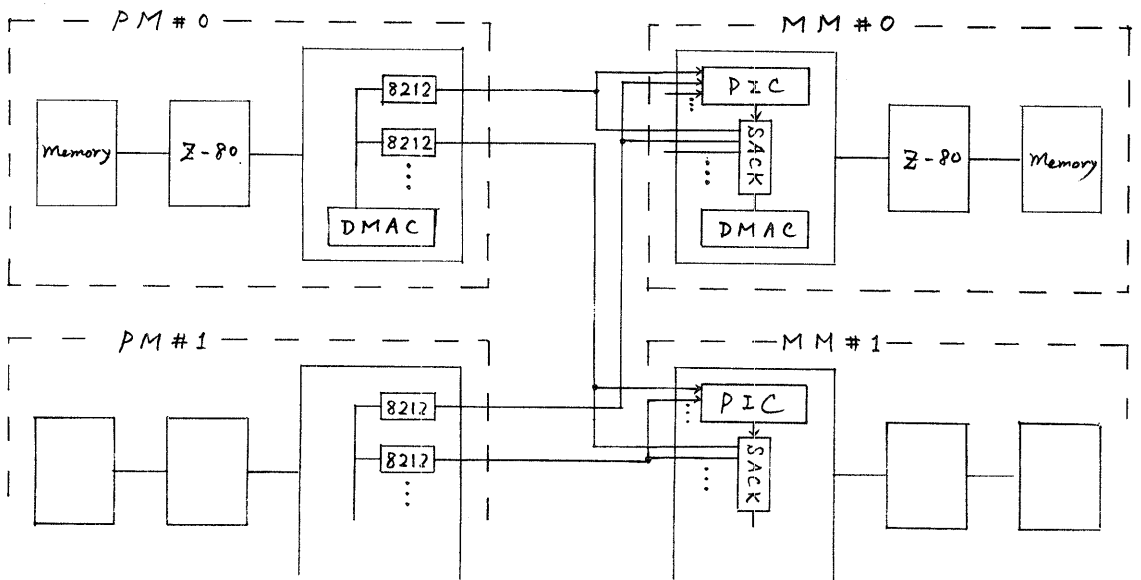 PM#0
MM#0
8212
8212
DMAC
Memory
Z-80
PIC
SACK
DMAC
Z-80
Memory
PM#1
MM#1
8212
8212
PIC
SACK